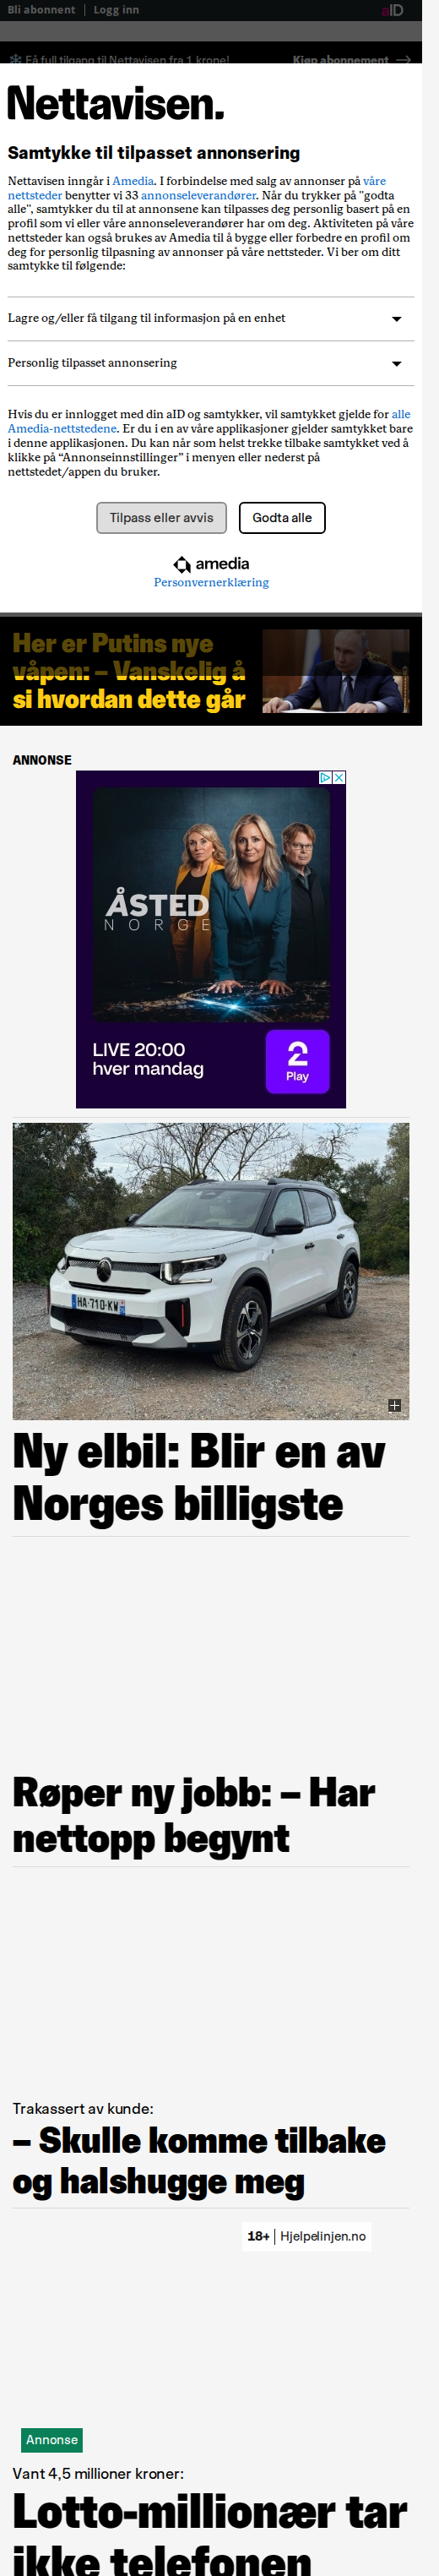 Bli abonnent | Logg inn
aID
❄ Få full tilgang til Nettavisen fra 1 krone!
Kjøp abonnement →
Nettavisen.
Samtykke til tilpasset annonsering
Nettavisen inngår i Amedia. I forbindelse med salg av annonser på våre
nettsteder benytter vi 33 annonseleverandører. Når du trykker på "godta
alle", samtykker du til at annonsene kan tilpasses deg personlig basert på en
profil som vi eller våre annonseleverandører har om deg. Aktiviteten på våre
nettsteder kan også brukes av Amedia til å bygge eller forbedre en profil om
deg for personlig tilpasning av annonser på våre nettsteder. Vi ber om ditt
samtykke til følgende:
Lagre og/eller få tilgang til informasjon på en enhet
Personlig tilpasset annonsering
Hvis du er innlogget med din aID og samtykker, vil samtykket gjelde for alle
Amedia-nettstedene. Er du i en av våre applikasjoner gjelder samtykket bare
i denne applikasjonen. Du kan når som helst trekke tilbake samtykket ved å
klikke på “Annonseinnstillinger” i menyen eller nederst på
nettstedet/appen du bruker.
Tilpass eller avvis
Godta alle
amedia
Personvernerklæring
Her er Putins nye
våpen: – Vanskelig å
si hvordan dette går
ANNONSE
ÅSTED
NORGE
LIVE 20:00
hver mandag
2
Play
HA-710-KW
Ny elbil: Blir en av
Norges billigste
Røper ny jobb: – Har
nettopp begynt
Trakassert av kunde:
– Skulle komme tilbake
og halshugge meg
18+ | Hjelpelinjen.no
Annonse
Vant 4,5 millioner kroner:
Lotto-millionær tar
ikke telefonen